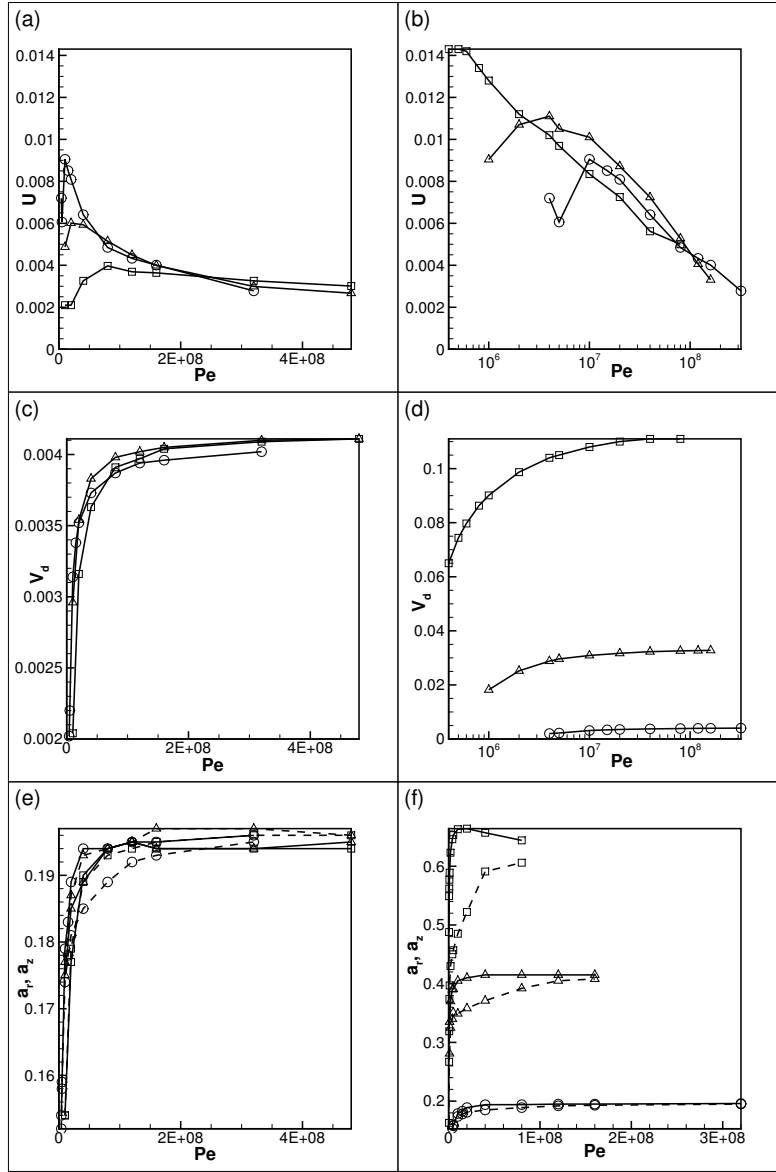 (a)
0.014
0.012
0.01
0.008
U
0.006
0.004
0.002
0
0
2E+08
4E+08
Pe
(b)
0.014
0.012
0.01
0.008
U
0.006
0.004
0.002
0
10^6
10^7
10^8
Pe
(c)
0.004
0.0035
V_d
0.003
0.0025
0.002
0
2E+08
4E+08
Pe
(d)
0.1
0.08
0.06
V_d
0.04
0.02
0
10^6
10^7
10^8
Pe
(e)
0.19
0.18
a_r, a_z
0.17
0.16
0
2E+08
4E+08
Pe
(f)
0.6
0.5
a_r, a_z
0.4
0.3
0.2
0
1E+08
2E+08
3E+08
Pe